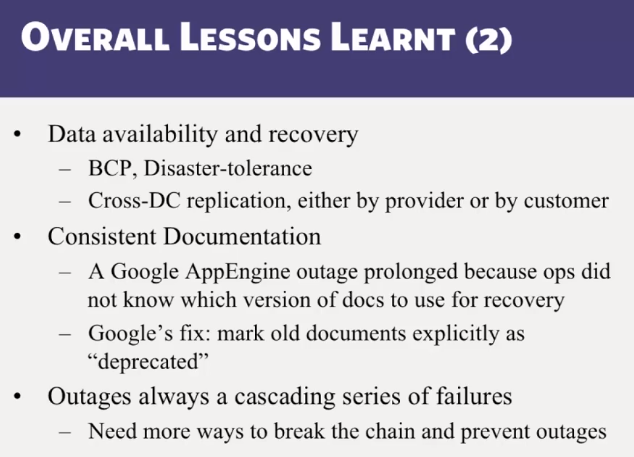 OVERALL LESSONS LEARNT (2)
• Data availability and recovery
– BCP, Disaster-tolerance
– Cross-DC replication, either by provider or by customer
• Consistent Documentation
– A Google AppEngine outage prolonged because ops did
not know which version of docs to use for recovery
– Google’s fix: mark old documents explicitly as
“deprecated”
• Outages always a cascading series of failures
– Need more ways to break the chain and prevent outages